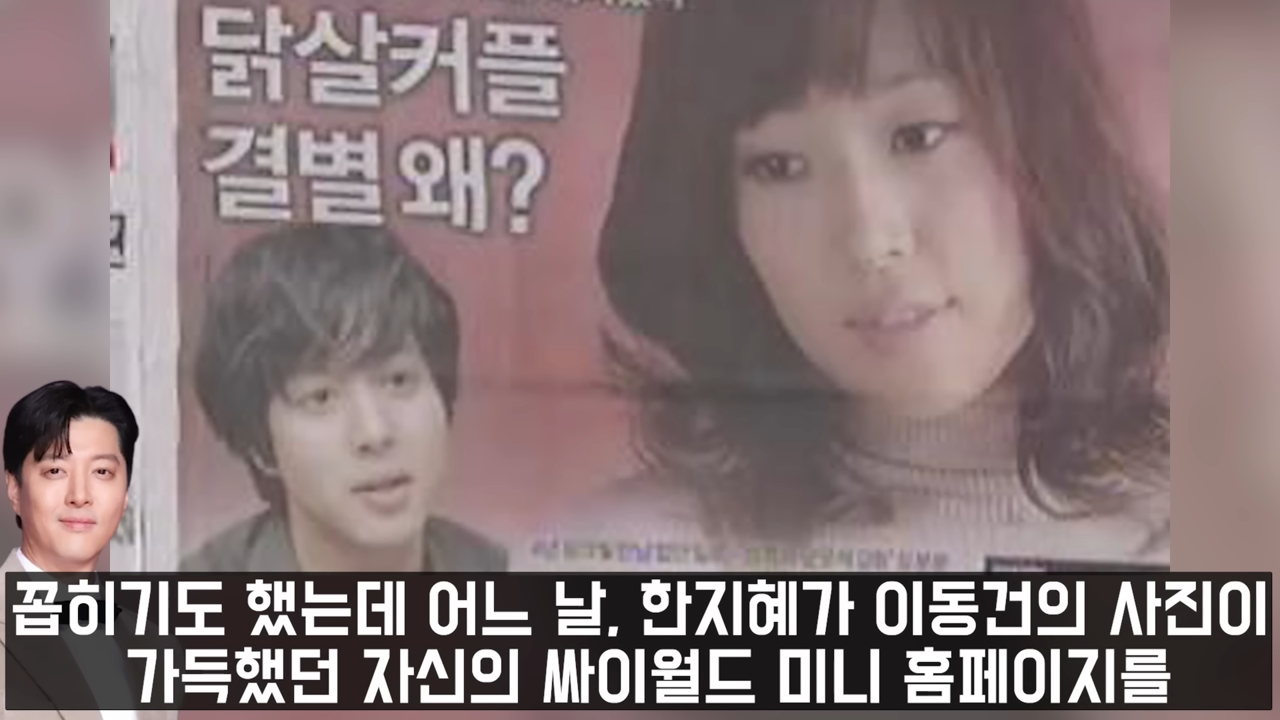 닭살커플
결별 왜?
꼽히기도 했는데 어느 날, 한지혜가 이동건의 사진이
가득했던 자신의 싸이월드 미니 홈페이지를